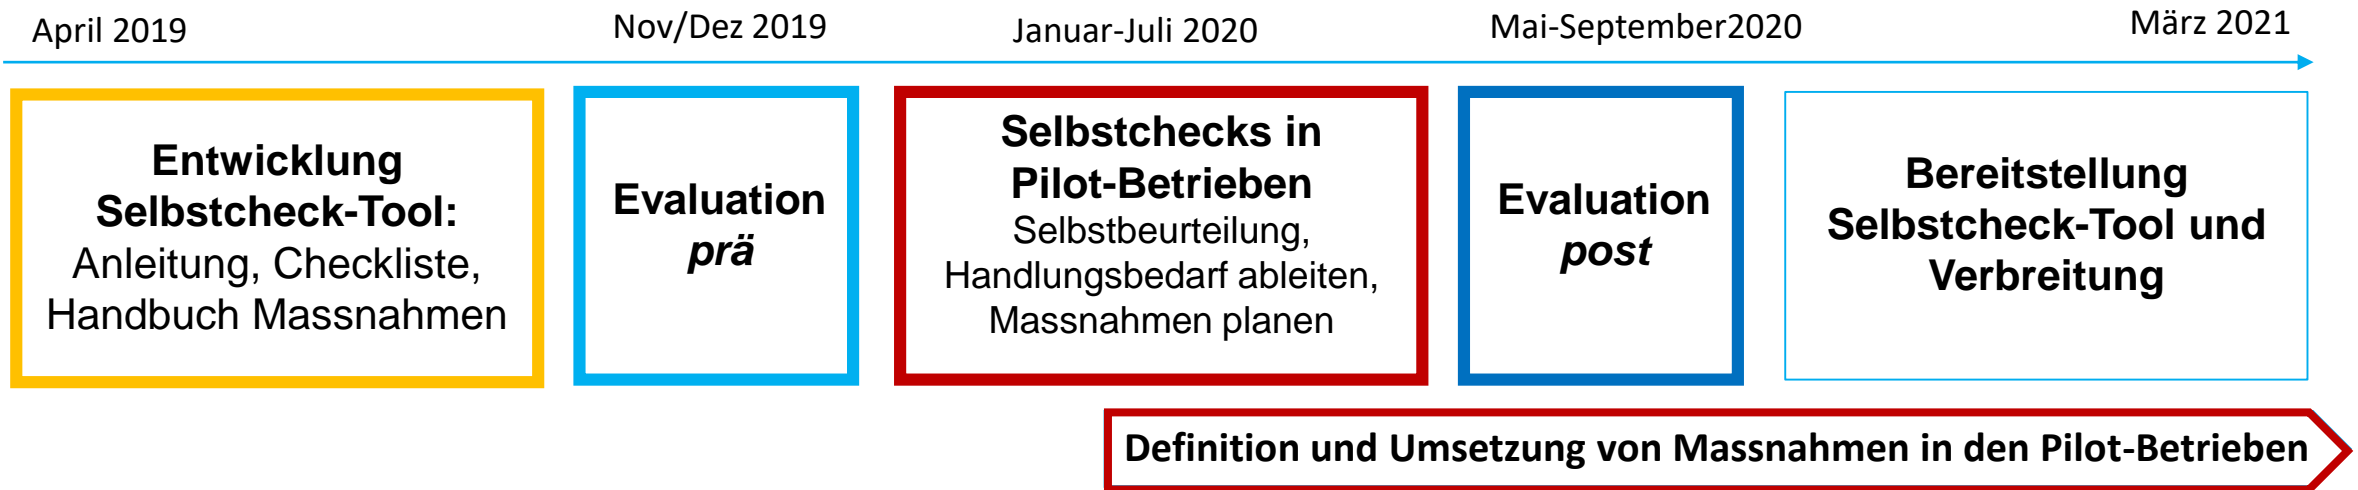 April 2019
Nov/Dez 2019
Januar-Juli 2020
Mai-September2020
März 2021
Entwicklung
Selbstcheck-Tool:
Anleitung, Checkliste,
Handbuch Massnahmen
Evaluation
prä
Selbstchecks in
Pilot-Betrieben
Selbstbeurteilung,
Handlungsbedarf ableiten,
Massnahmen planen
Evaluation
post
Bereitstellung
Selbstcheck-Tool und
Verbreitung
Definition und Umsetzung von Massnahmen in den Pilot-Betrieben